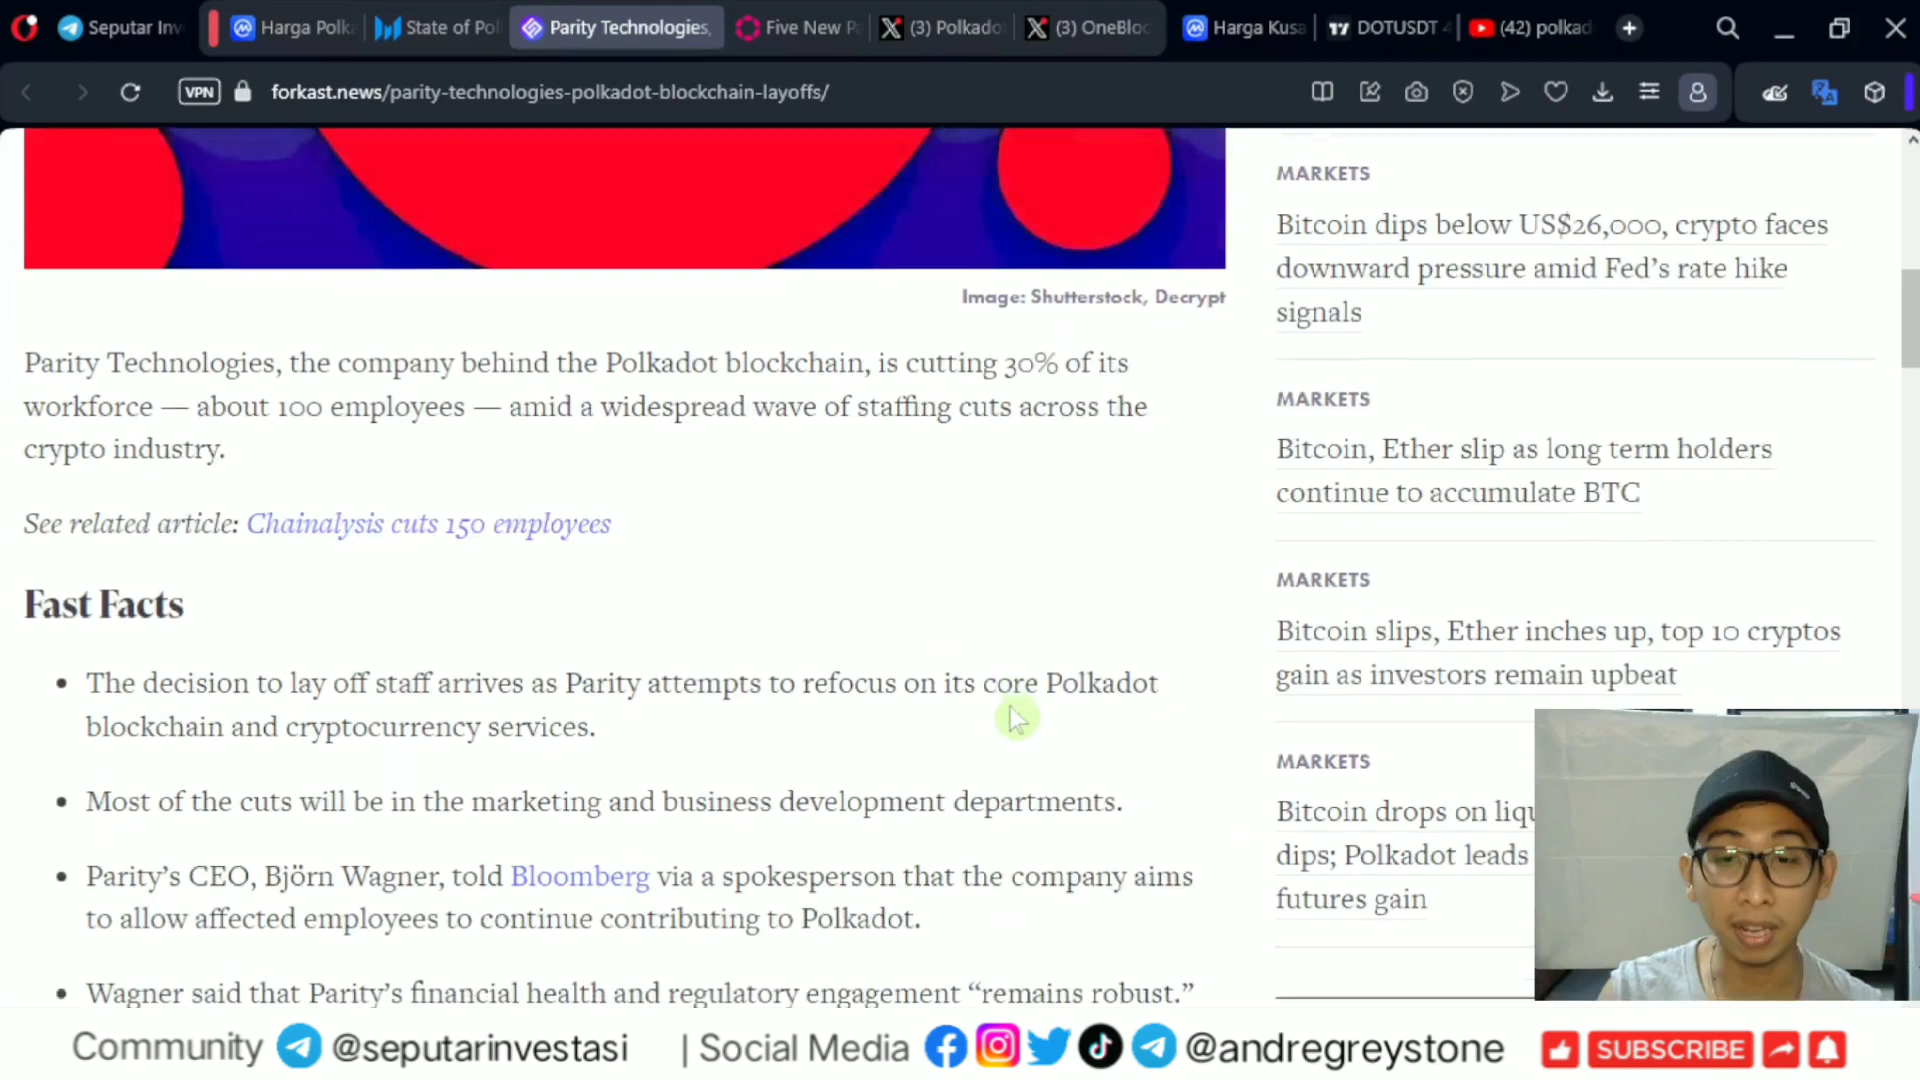 Seputar Inv
Harga Polka
State of Pol
Parity Technologies,
Five New P
(3) Polkado
(3) OneBloc
Harga Kusa
DOTUSDT 4
(42) polkad
VPN
forkast.news/parity-technologies-polkadot-blockchain-layoffs/
Image: Shutterstock, Decrypt
Parity Technologies, the company behind the Polkadot blockchain, is cutting 30% of its
workforce — about 100 employees — amid a widespread wave of staffing cuts across the
crypto industry.
See related article: Chainalysis cuts 150 employees
Fast Facts
• The decision to lay off staff arrives as Parity attempts to refocus on its core Polkadot
blockchain and cryptocurrency services.
• Most of the cuts will be in the marketing and business development departments.
• Parity’s CEO, Björn Wagner, told Bloomberg via a spokesperson that the company aims
to allow affected employees to continue contributing to Polkadot.
• Wagner said that Parity’s financial health and regulatory engagement “remains robust.”
MARKETS
Bitcoin dips below US$26,000, crypto faces
downward pressure amid Fed’s rate hike
signals
MARKETS
Bitcoin, Ether slip as long term holders
continue to accumulate BTC
MARKETS
Bitcoin slips, Ether inches up, top 10 cryptos
gain as investors remain upbeat
MARKETS
Bitcoin drops on liqu
dips; Polkadot leads
futures gain
Community @seputarinvestasi | Social Media @andregreystone SUBSCRIBE